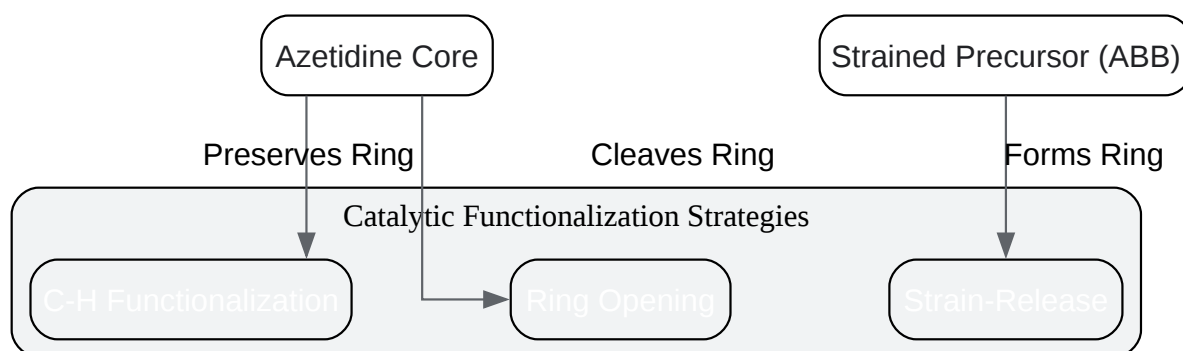 Azetidine Core
Strained Precursor (ABB)
Preserves Ring
Cleaves Ring
Forms Ring
Catalytic Functionalization Strategies
C-H Functionalization
Ring Opening
Strain-Release